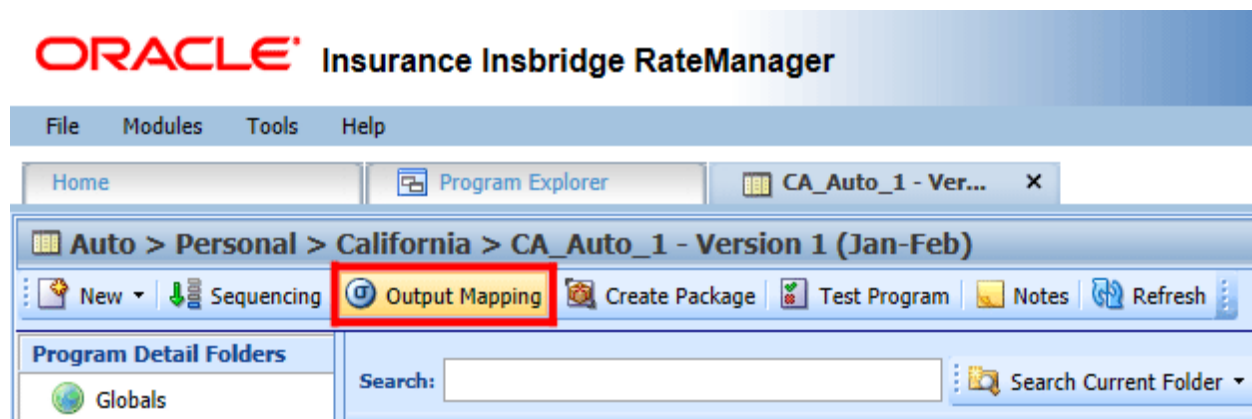 ORACLE Insurance Insbridge RateManager
File Modules Tools Help
Home Program Explorer CA_Auto_1 - Ver... ×
Auto > Personal > California > CA_Auto_1 - Version 1 (Jan-Feb)
New Sequencing Output Mapping Create Package Test Program Notes Refresh
Program Detail Folders
Search: Search Current Folder
Globals